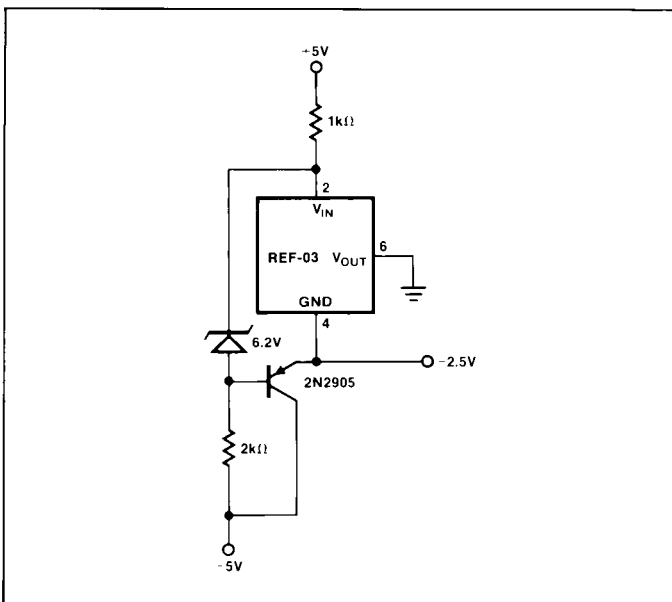 +5V
1kΩ
2
VIN
REF-03 VOUT
6
GND
4
6.2V
2N2905
-2.5V
2kΩ
-5V